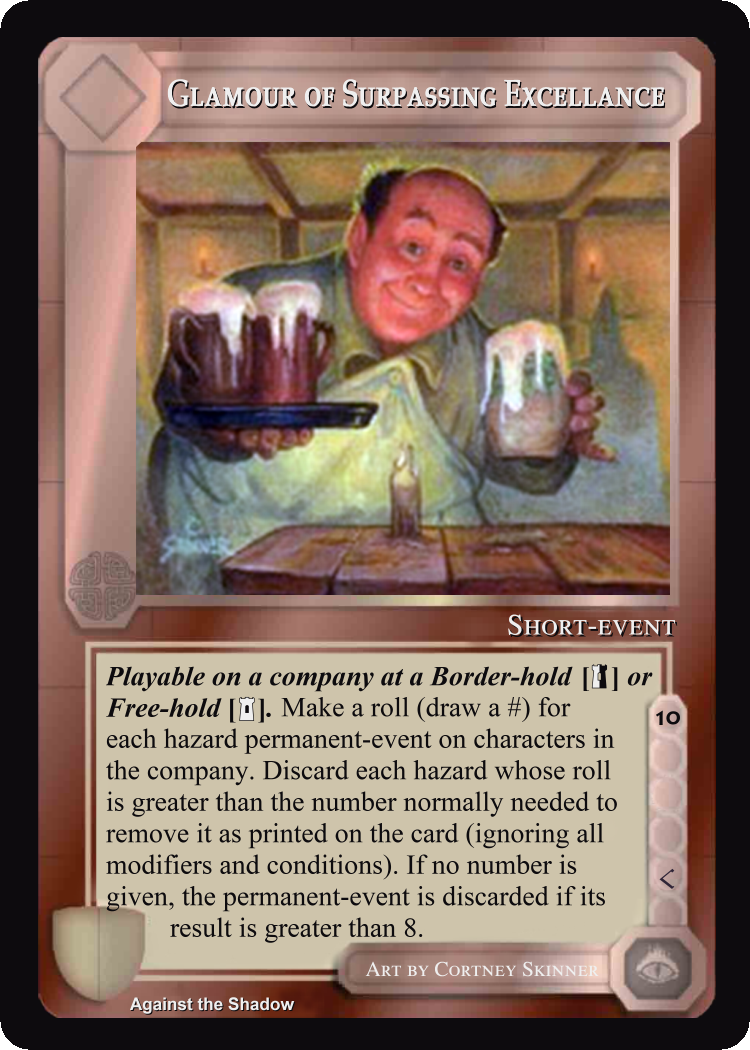 Glamour of Surpassing Excellance
Short-event
Playable on a company at a Border-hold [] or
Free-hold []. Make a roll (draw a #) for
each hazard permanent-event on characters in
the company. Discard each hazard whose roll
is greater than the number normally needed to
remove it as printed on the card (ignoring all
modifiers and conditions). If no number is
given, the permanent-event is discarded if its
result is greater than 8.
10
<
Art by Cortney Skinner
Against the Shadow